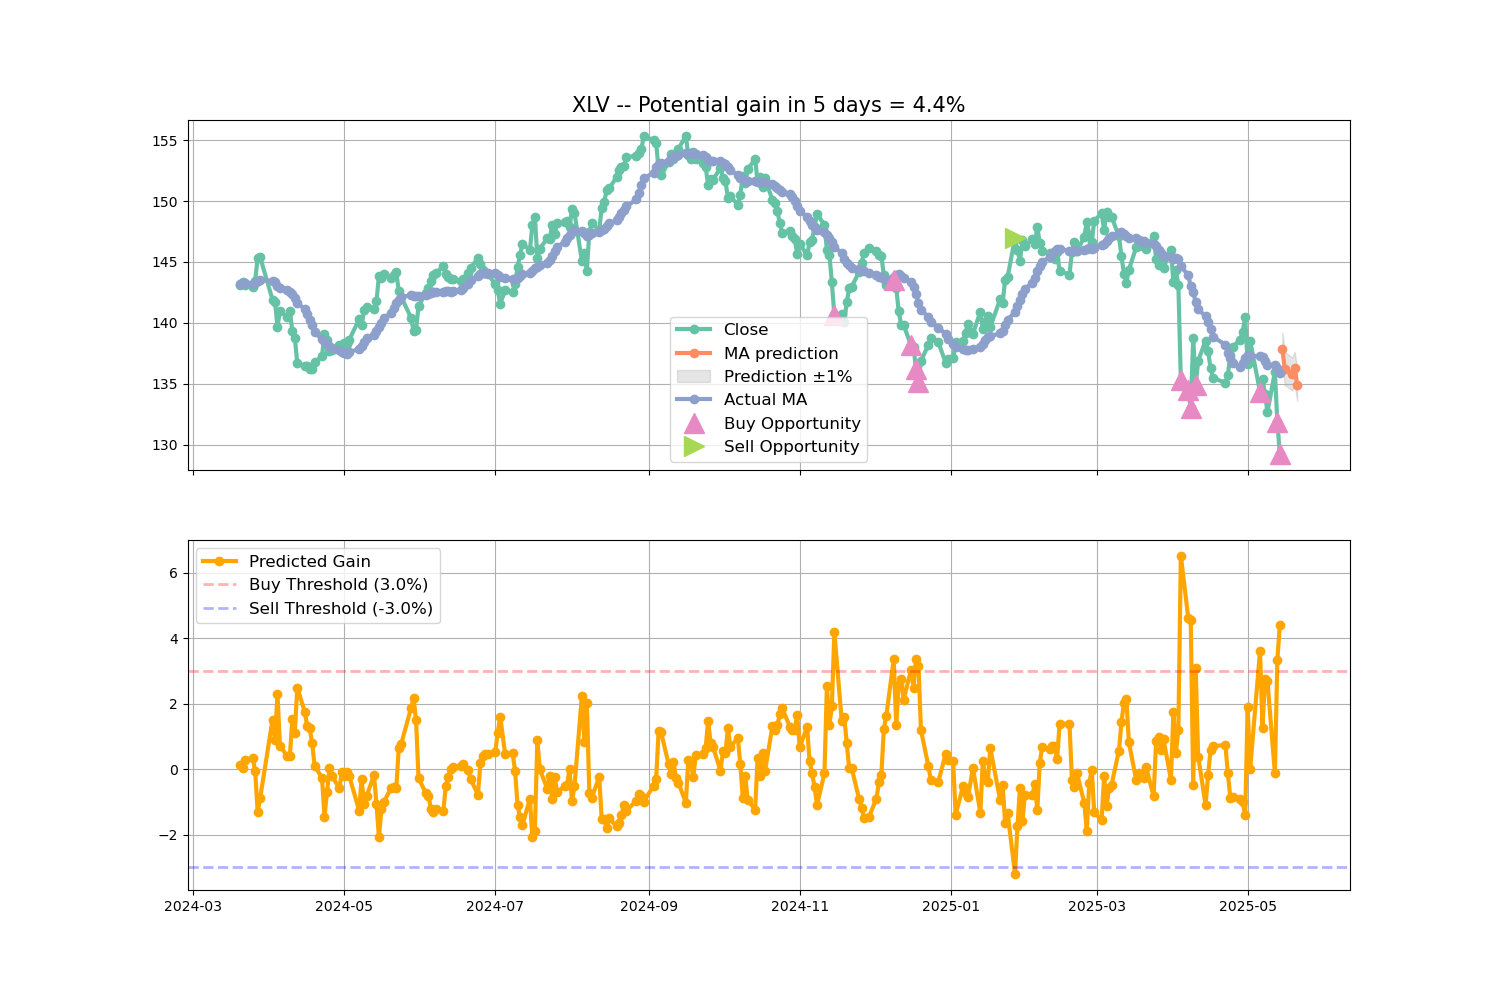 XLV -- Potential gain in 5 days = 4.4%
155
150
145
140
135
130
Close
MA prediction
Prediction ±1%
Actual MA
Buy Opportunity
Sell Opportunity
6
4
2
0
−2
Predicted Gain
Buy Threshold (3.0%)
Sell Threshold (-3.0%)
2024-03 2024-05 2024-07 2024-09 2024-11 2025-01 2025-03 2025-05